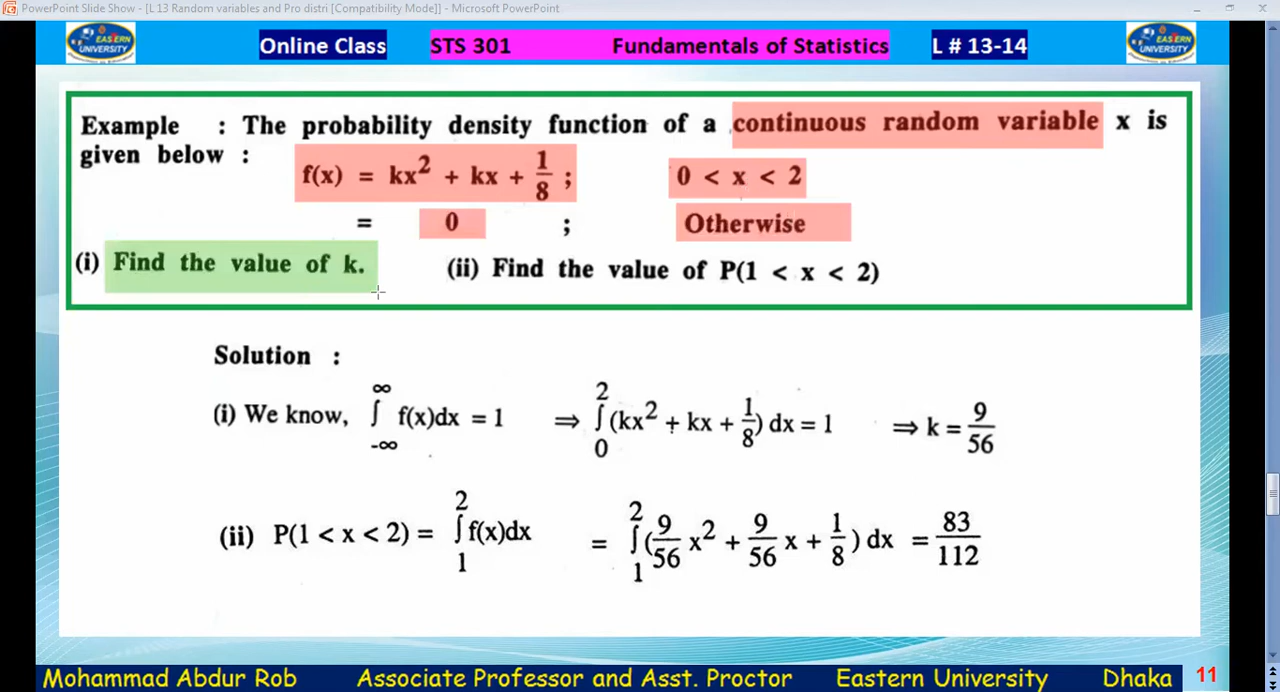 PowerPoint Slide Show - [L 13 Random variables and Pro distri [Compatibility Mode]] - Microsoft PowerPoint
EASTERN UNIVERSITY Online Class STS 301 Fundamentals of Statistics L # 13-14 EASTERN UNIVERSITY
Example : The probability density function of a continuous random variable x is
given below :
f(x) = kx² + kx + 1/8 ; 0 < x < 2
= 0 ; Otherwise
(i) Find the value of k. (ii) Find the value of P(1 < x < 2)
Solution :
(i) We know, ∫_{-∞}^{∞} f(x)dx = 1 ⇒ ∫_{0}^{2} (kx² + kx + 1/8) dx = 1 ⇒ k = 9/56
(ii) P(1 < x < 2) = ∫_{1}^{2} f(x)dx = ∫_{1}^{2} (9/56 x² + 9/56 x + 1/8) dx = 83/112
Mohammad Abdur Rob Associate Professor and Asst. Proctor Eastern University Dhaka 11